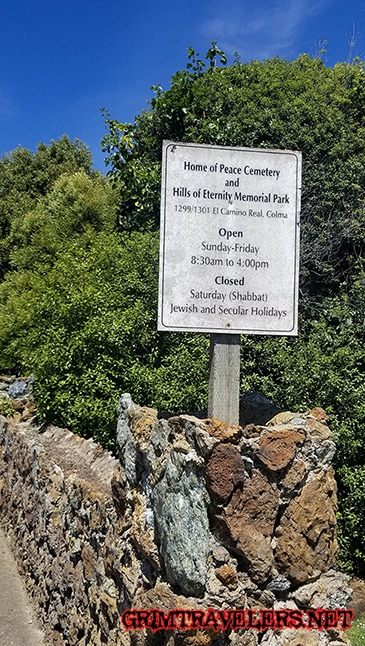 Home of Peace Cemetery
and
Hills of Eternity Memorial Park
1299/1301 El Camino Real, Colma
Open
Sunday-Friday
8:30am to 4:00pm
Closed
Saturday (Shabbat)
Jewish and Secular Holidays
GRIMTRAVELERS.NET